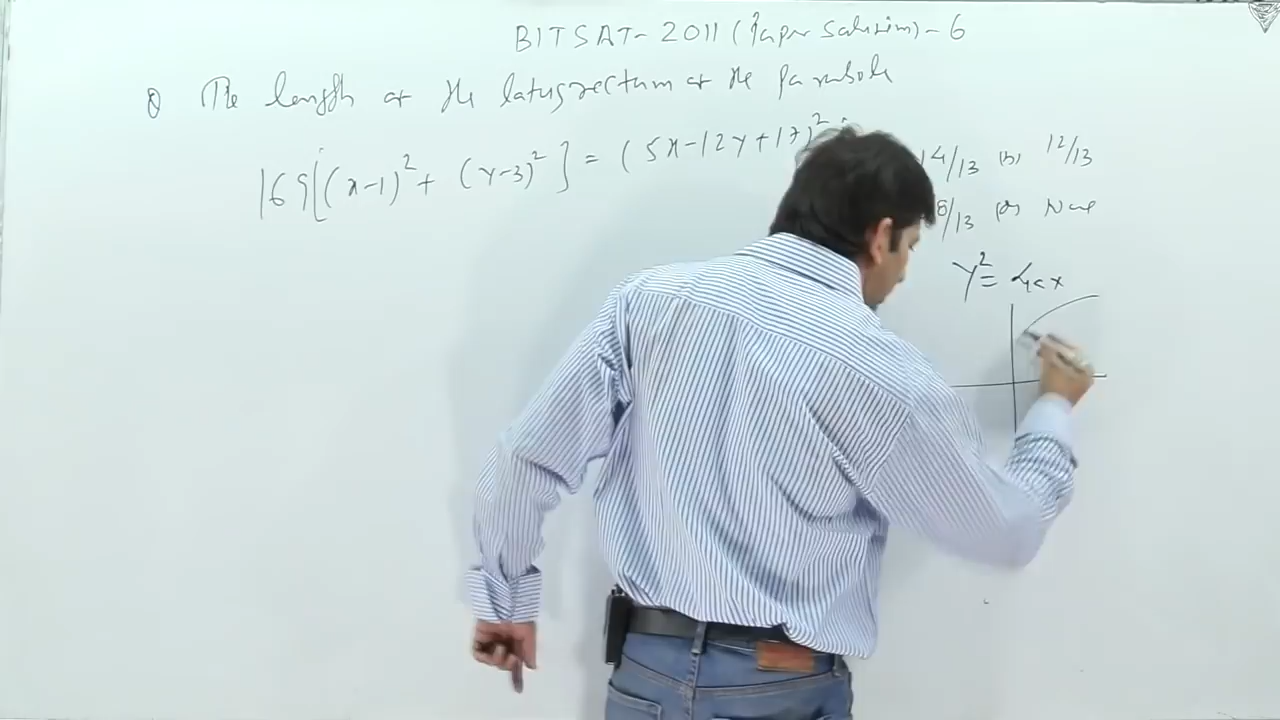 BITSAT- 2011 (Paper Solution) - 6
Q The length of the latusrectum of the parabola
169[(x-1)² + (y-3)²] = (5x-12y+17)²
14/13 (b) 12/13
8/13 (d) None
y² = 4ax